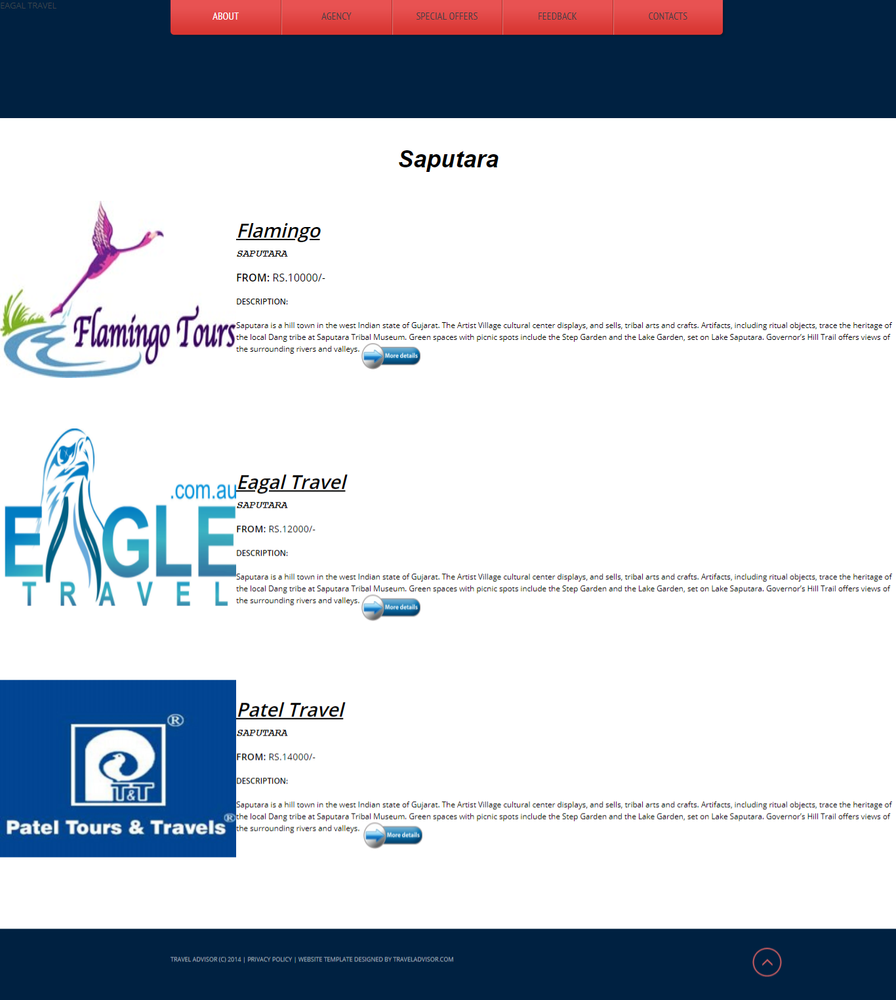 EAGAL TRAVEL
ABOUT
AGENCY
SPECIAL OFFERS
FEEDBACK
CONTACTS
Saputara
Flamingo Tours
Flamingo
SAPUTARA
FROM: RS.10000/-
DESCRIPTION:
Saputara is a hill town in the west Indian state of Gujarat. The Artist Village cultural center displays, and sells, tribal arts and crafts. Artifacts, including ritual objects, trace the heritage of
the local Dang tribe at Saputara Tribal Museum. Green spaces with picnic spots include the Step Garden and the Lake Garden, set on Lake Saputara. Governor's Hill Trail offers views of
the surrounding rivers and valleys.
More details
.com.au
EAGLE
TRAVEL
Eagal Travel
SAPUTARA
FROM: RS.12000/-
DESCRIPTION:
Saputara is a hill town in the west Indian state of Gujarat. The Artist Village cultural center displays, and sells, tribal arts and crafts. Artifacts, including ritual objects, trace the heritage of
the local Dang tribe at Saputara Tribal Museum. Green spaces with picnic spots include the Step Garden and the Lake Garden, set on Lake Saputara. Governor's Hill Trail offers views of
the surrounding rivers and valleys.
More details
®
T&T
Patel Tours & Travels®
Patel Travel
SAPUTARA
FROM: RS.14000/-
DESCRIPTION:
Saputara is a hill town in the west Indian state of Gujarat. The Artist Village cultural center displays, and sells, tribal arts and crafts. Artifacts, including ritual objects, trace the heritage of
the local Dang tribe at Saputara Tribal Museum. Green spaces with picnic spots include the Step Garden and the Lake Garden, set on Lake Saputara. Governor's Hill Trail offers views of
the surrounding rivers and valleys.
More details
TRAVEL ADVISOR (C) 2014 | PRIVACY POLICY | WEBSITE TEMPLATE DESIGNED BY TRAVELADVISOR.COM